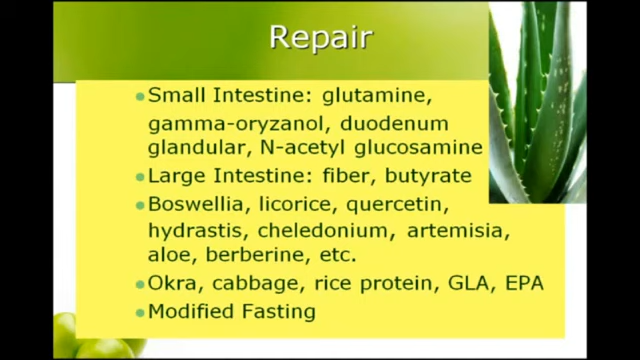 Repair
Small Intestine: glutamine,
gamma-oryzanol, duodenum
glandular, N-acetyl glucosamine
Large Intestine: fiber, butyrate
Boswellia, licorice, quercetin,
hydrastis, cheledonium, artemisia,
aloe, berberine, etc.
Okra, cabbage, rice protein, GLA, EPA
Modified Fasting